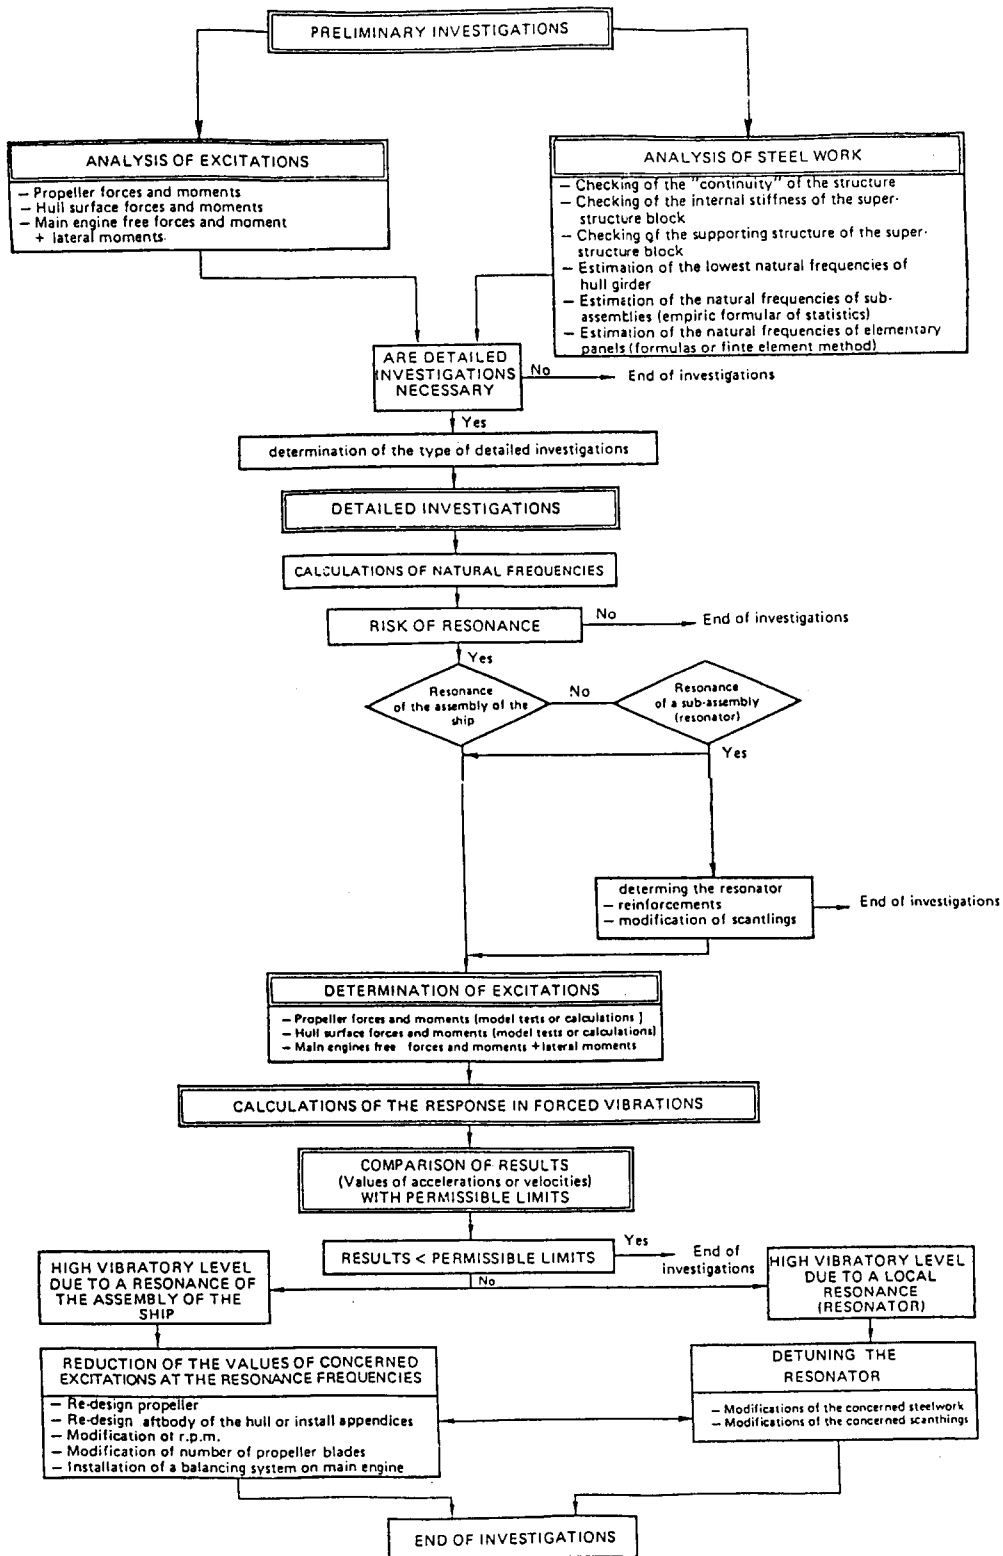 PRELIMINARY INVESTIGATIONS
ANALYSIS OF EXCITATIONS
– Propeller forces and moments
– Hull surface forces and moments
– Main engine free forces and moment
+ lateral moments.
ANALYSIS OF STEEL WORK
– Checking of the "continuity" of the structure
– Checking of the internal stiffness of the super-
structure block
– Checking of the supporting structure of the super-
structure block
– Estimation of the lowest natural frequencies of
hull girder
– Estimation of the natural frequencies of sub-
assemblies (empiric formular of statistics)
– Estimation of the natural frequencies of elementary
panels (formulas or finte element method)
ARE DETAILED
INVESTIGATIONS
NECESSARY
No
End of investigations
Yes
determination of the type of detailed investigations
DETAILED INVESTIGATIONS
CALCULATIONS OF NATURAL FREQUENCIES
RISK OF RESONANCE
No
End of investigations
Yes
Resonance
of the assembly of the
ship
No
Resonance
of a sub-assembly
(resonator)
Yes
determing the resonator
– reinforcements
– modification of scantlings
End of investigations
DETERMINATION OF EXCITATIONS
– Propeller forces and moments (model tests or calculations)
– Hull surface forces and moments (model tests or calculations)
– Main engines free forces and moments + lateral moments
CALCULATIONS OF THE RESPONSE IN FORCED VIBRATIONS
COMPARISON OF RESULTS
(Values of accelerations or velocities)
WITH PERMISSIBLE LIMITS
RESULTS < PERMISSIBLE LIMITS
Yes
End of
investigations
No
HIGH VIBRATORY LEVEL
DUE TO A RESONANCE OF
THE ASSEMBLY OF THE
SHIP
HIGH VIBRATORY LEVEL
DUE TO A LOCAL
RESONANCE
(RESONATOR)
REDUCTION OF THE VALUES OF CONCERNED
EXCITATIONS AT THE RESONANCE FREQUENCIES
– Re-design propeller
– Re-design aftbody of the hull or install appendices
– Modification of r.p.m.
– Modification of number of propeller blades
– Installation of a balancing system on main engine
DETUNING THE
RESONATOR
– Modifications of the concerned steelwork
– Modifications of the concerned scanthings
END OF INVESTIGATIONS